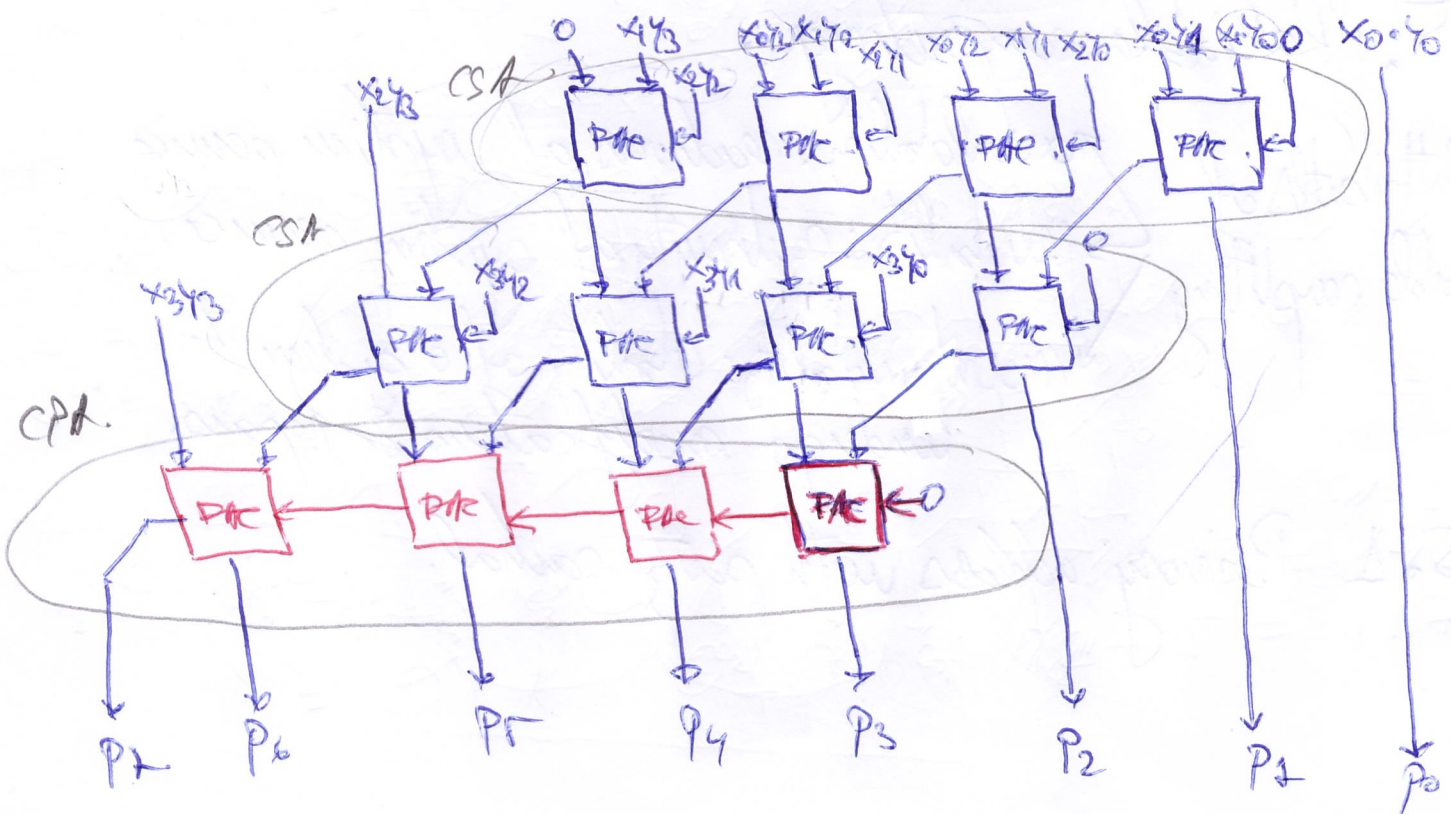 0 x₁y₃ x₀y₃ x₁y₂ x₂y₁ x₀y₂ x₁y₁ x₂y₀ x₀y₁ x₁y₀ 0 x₀·y₀
CSA x₂y₂
x₂y₃
PAC PAC PAC PAC
CSA
x₃y₂ x₃y₁ x₃y₀ 0
x₃y₃
PAC PAC PAC PAC
CPA
PAC PAC PAC PAC 0
P₇ P₆ P₅ P₄ P₃ P₂ P₁ P₀